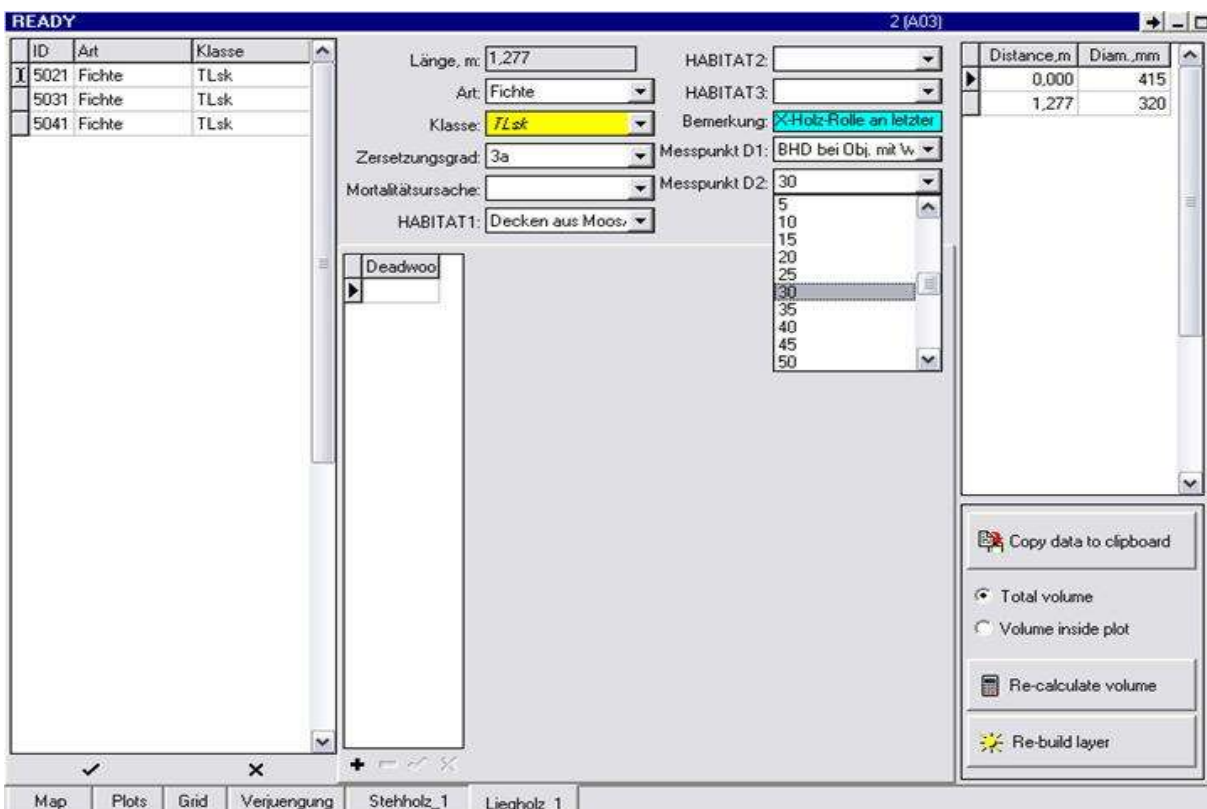 READY 2 (A03)
ID Art Klasse
5021 Fichte TLsk
5031 Fichte TLsk
5041 Fichte TLsk
Länge, m: 1,277
Art: Fichte
Klasse: TLsk
Zersetzungsgrad: 3a
Mortalitätsursache:
HABITAT1: Decken aus Moos,
HABITAT2:
HABITAT3:
Bemerkung: X-Holz-Rolle an letzter
Messpunkt D1: BHD bei Obj. mit W
Messpunkt D2: 30
5
10
15
20
25
30
35
40
45
50
Deadwoo
Distance,m Diam.,mm
0,000 415
1,277 320
Copy data to clipboard
Total volume
Volume inside plot
Re-calculate volume
Re-build layer
Map Plots Grid Verjuengung Stehholz_1 Liegholz_1